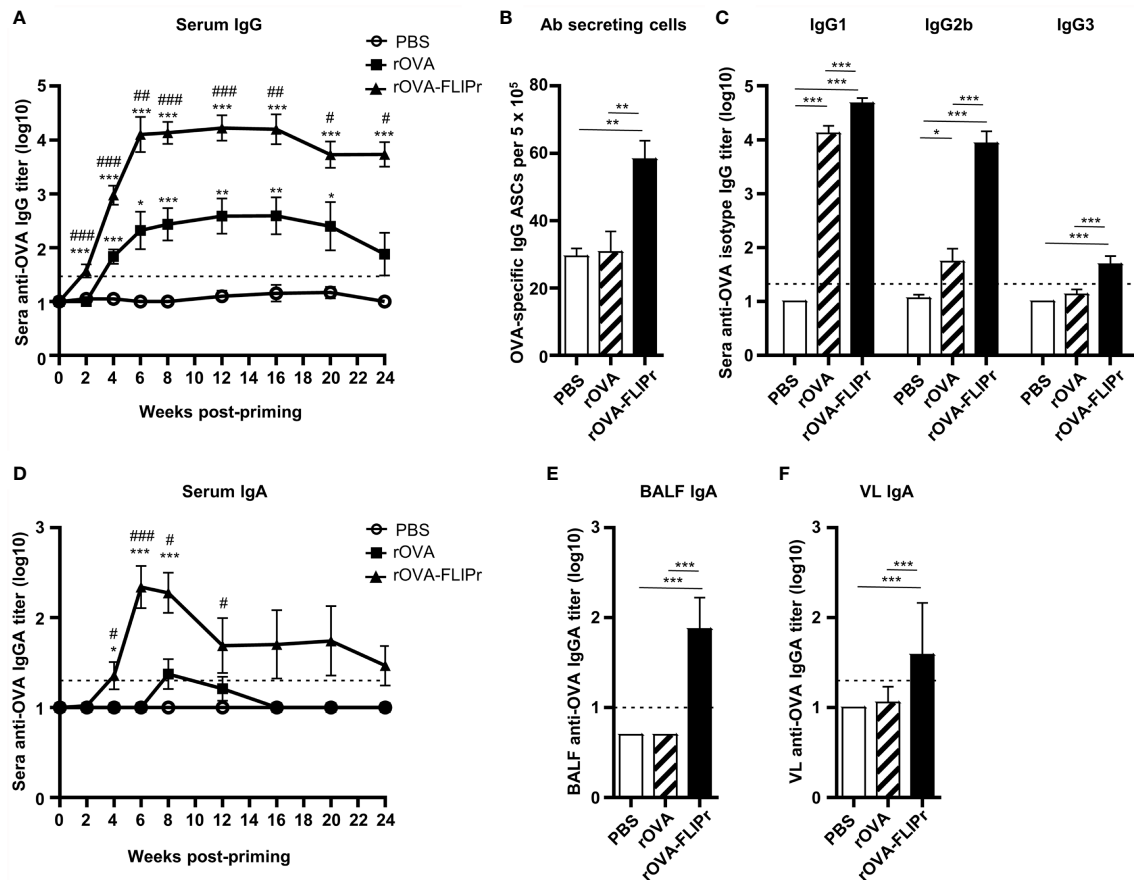 A
Serum IgG
PBS
rOVA
rOVA-FLIPr
Sera anti-OVA IgG titer (log10)
5
4
3
2
1
0
### *** ### *** ## *** ### *** ### *** ## *** # *** # ***
*** * *** ** ** *
0 2 4 6 8 10 12 14 16 18 20 22 24
Weeks post-priming
B
Ab secreting cells
OVA-specific IgG ASCs per 5 x 10⁵
80
60
40
20
0
**
**
PBS rOVA rOVA-FLIPr
C
IgG1 IgG2b IgG3
Sera anti-OVA isotype IgG titer (log10)
5
4
3
2
1
0
***
***
***
***
***
*
***
***
PBS rOVA rOVA-FLIPr PBS rOVA rOVA-FLIPr PBS rOVA rOVA-FLIPr
D
Serum IgA
PBS
rOVA
rOVA-FLIPr
Sera anti-OVA IgGA titer (log10)
3
2
1
0
# * ### *** # *** #
0 2 4 6 8 10 12 14 16 18 20 22 24
Weeks post-priming
E
BALF IgA
BALF anti-OVA IgGA titer (log10)
3
2
1
0
***
***
PBS rOVA rOVA-FLIPr
F
VL IgA
VL anti-OVA IgGA titer (log10)
3
2
1
0
***
***
PBS rOVA rOVA-FLIPr